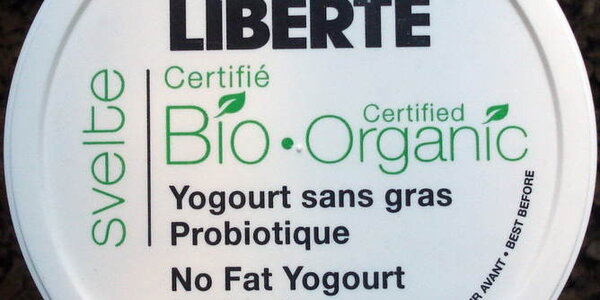 LIBERTE
svelte
Certifié
Bio • Certified Organic
Yogourt sans gras
Probiotique
No Fat Yogourt
AVANT • BEST BEFORE